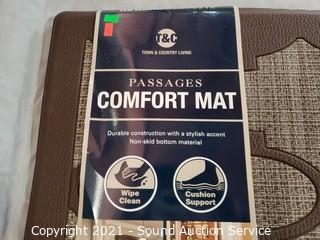 T&C
TOWN & COUNTRY LIVING
PASSAGES
COMFORT MAT
Durable construction with a stylish accent
Non-skid bottom material
Wipe
Clean
Cushion
Support
Copyright 2021 - Sound Auction Service